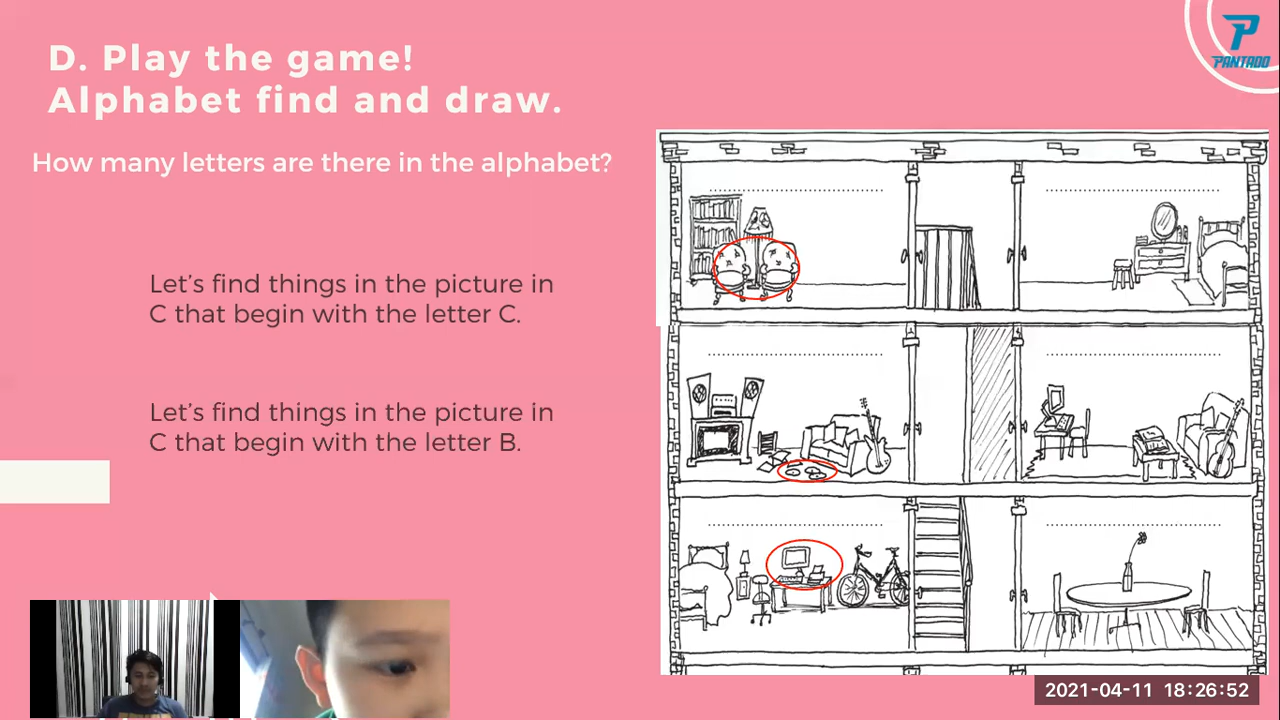 D. Play the game!
Alphabet find and draw.
How many letters are there in the alphabet?
Let's find things in the picture in
C that begin with the letter C.
Let's find things in the picture in
C that begin with the letter B.
PANTADO
2021-04-11 18:26:52